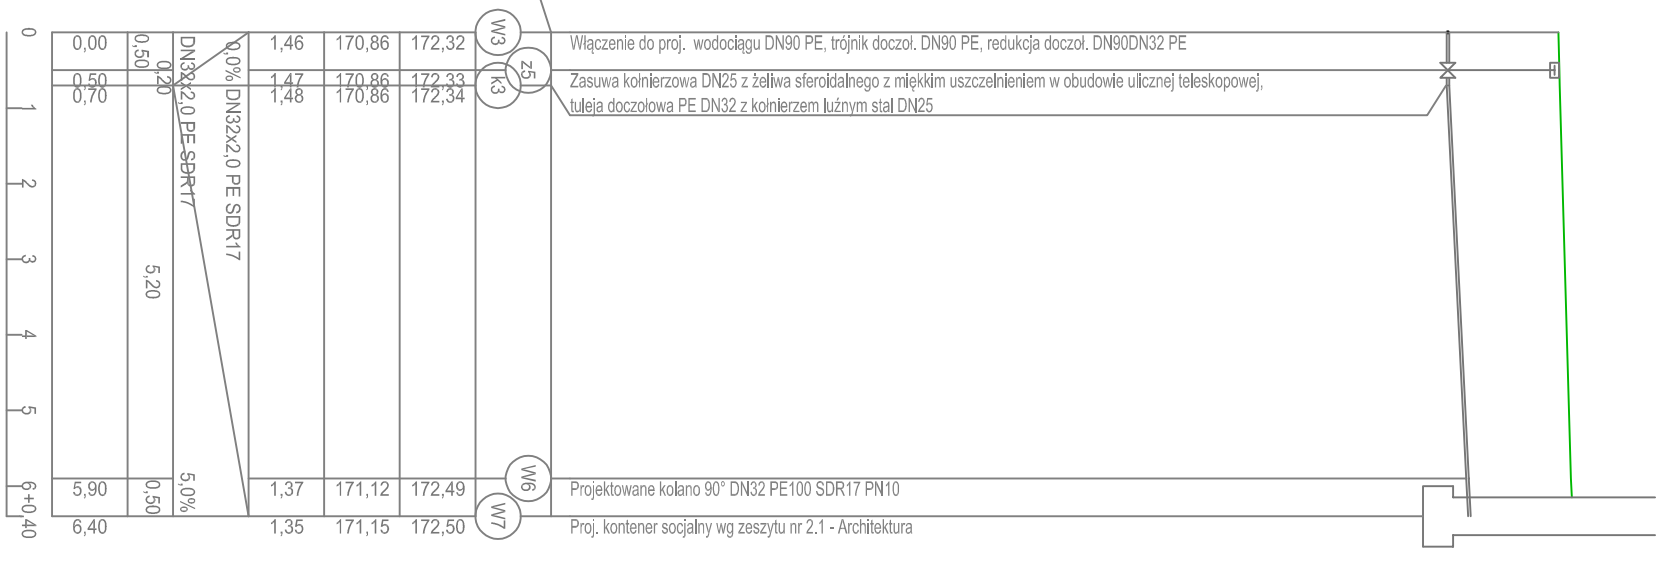 0
0,00
0,50
DN32x2,0 PE SDR17
0,0% DN32x2,0 PE SDR17
1,46
170,86
172,32
W3
Włączenie do proj. wodociągu DN90 PE, trójnik doczoł. DN90 PE, redukcja doczoł. DN90DN32 PE
0,50
0,20
1,47
170,86
172,33
z5
Zasuwa kołnierzowa DN25 z żeliwa sferoidalnego z miękkim uszczelnieniem w obudowie ulicznej teleskopowej,
0,70
1,48
170,86
172,34
k3
tuleja doczołowa PE DN32 z kołnierzem luźnym stal DN25
1
2
3
5,20
4
5
5,90
0,50
5,0%
1,37
171,12
172,49
W6
Projektowane kolano 90° DN32 PE100 SDR17 PN10
6+0,40
6,40
1,35
171,15
172,50
W7
Proj. kontener socjalny wg zeszytu nr 2.1 - Architektura